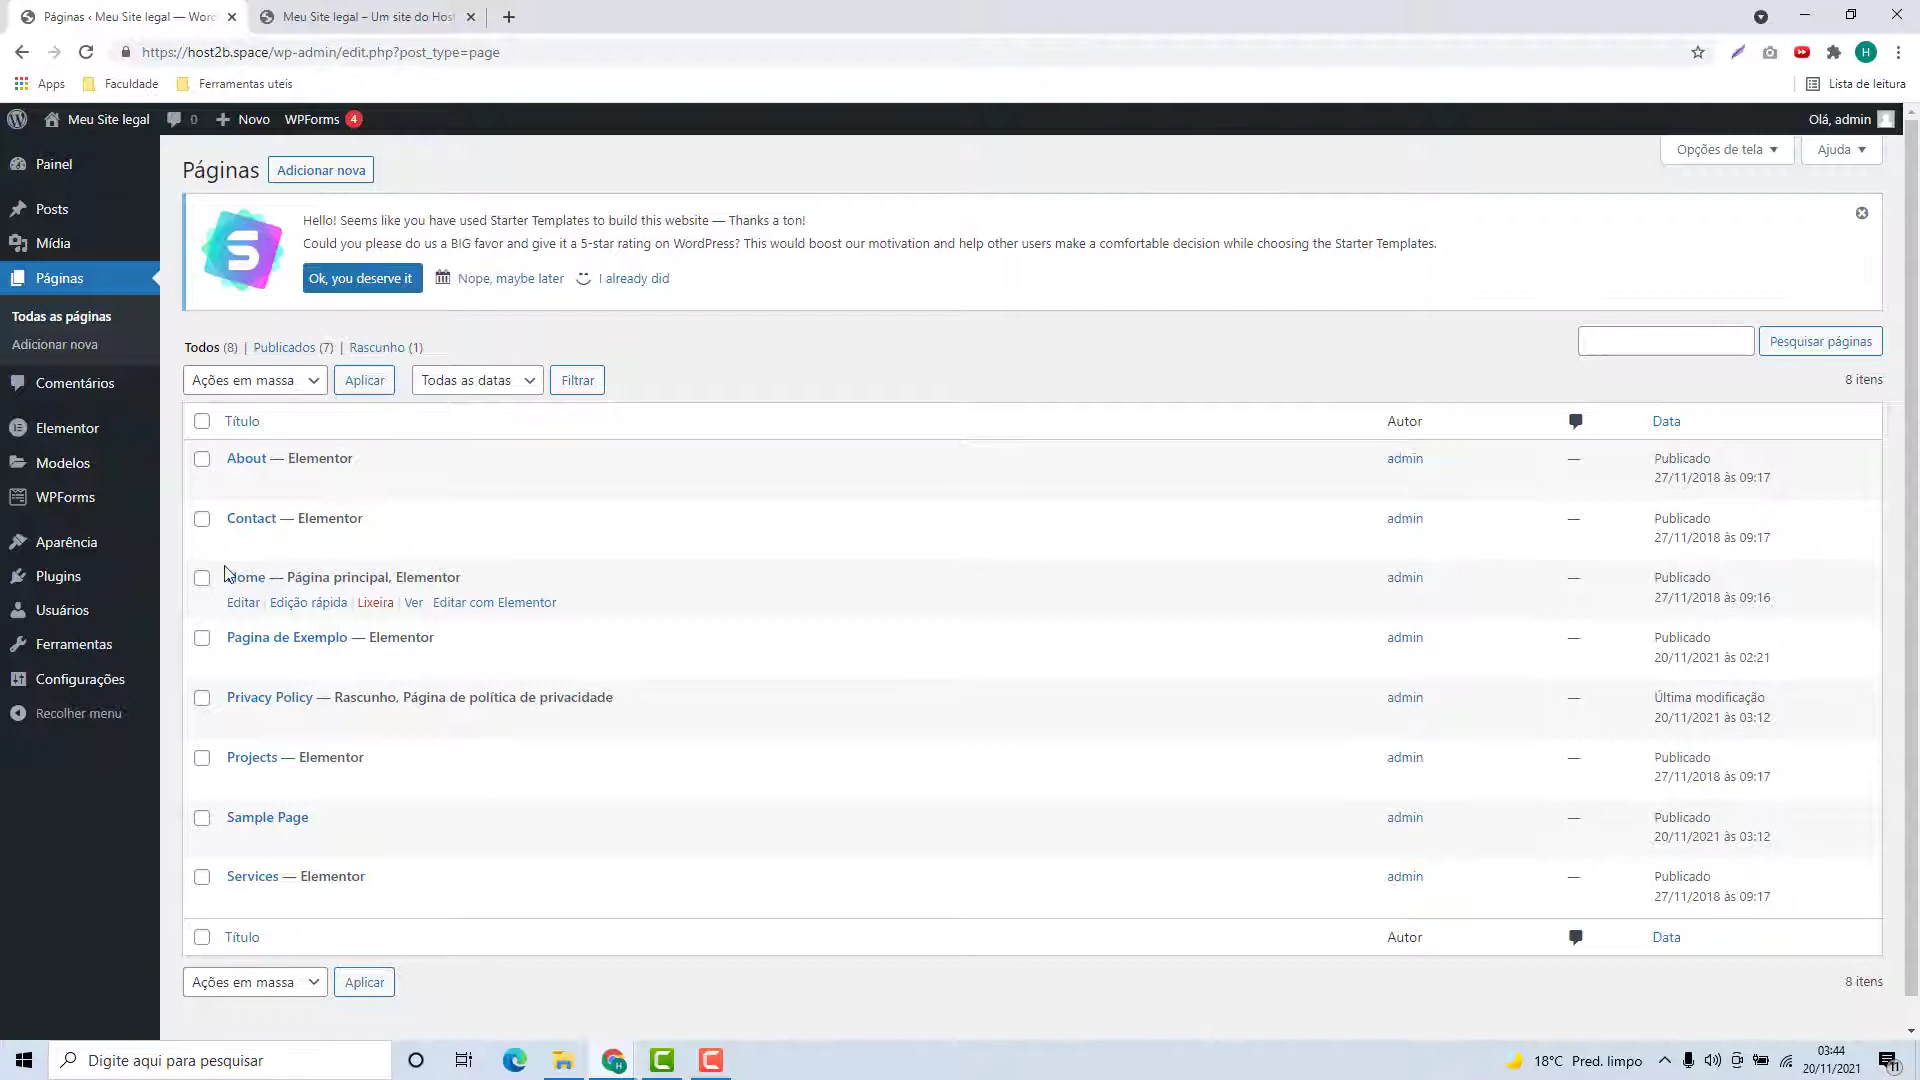 Páginas ‹ Meu Site legal — Wor
Meu Site legal – Um site do Host
https://host2b.space/wp-admin/edit.php?post_type=page
H
Apps
Faculdade
Ferramentas uteis
Lista de leitura
Meu Site legal
0
Novo
WPForms 4
Olá, admin
Painel
Posts
Mídia
Páginas
Todas as páginas
Adicionar nova
Comentários
Elementor
Modelos
WPForms
Aparência
Plugins
Usuários
Ferramentas
Configurações
Recolher menu
Páginas
Adicionar nova
Opções de tela
Ajuda
S
Hello! Seems like you have used Starter Templates to build this website — Thanks a ton!
Could you please do us a BIG favor and give it a 5-star rating on WordPress? This would boost our motivation and help other users make a comfortable decision while choosing the Starter Templates.
Ok, you deserve it
Nope, maybe later
I already did
Todos (8) | Publicados (7) | Rascunho (1)
Pesquisar páginas
Ações em massa
Aplicar
Todas as datas
Filtrar
8 itens
Título
Autor
Data
About — Elementor
admin
—
Publicado
27/11/2018 às 09:17
Contact — Elementor
admin
—
Publicado
27/11/2018 às 09:17
Home — Página principal, Elementor
admin
—
Publicado
27/11/2018 às 09:16
Editar | Edição rápida | Lixeira | Ver | Editar com Elementor
Pagina de Exemplo — Elementor
admin
—
Publicado
20/11/2021 às 02:21
Privacy Policy — Rascunho, Página de política de privacidade
admin
—
Última modificação
20/11/2021 às 03:12
Projects — Elementor
admin
—
Publicado
27/11/2018 às 09:17
Sample Page
admin
—
Publicado
20/11/2021 às 03:12
Services — Elementor
admin
—
Publicado
27/11/2018 às 09:17
Título
Autor
Data
Ações em massa
Aplicar
8 itens
Digite aqui para pesquisar
18°C Pred. limpo
03:44
20/11/2021
11